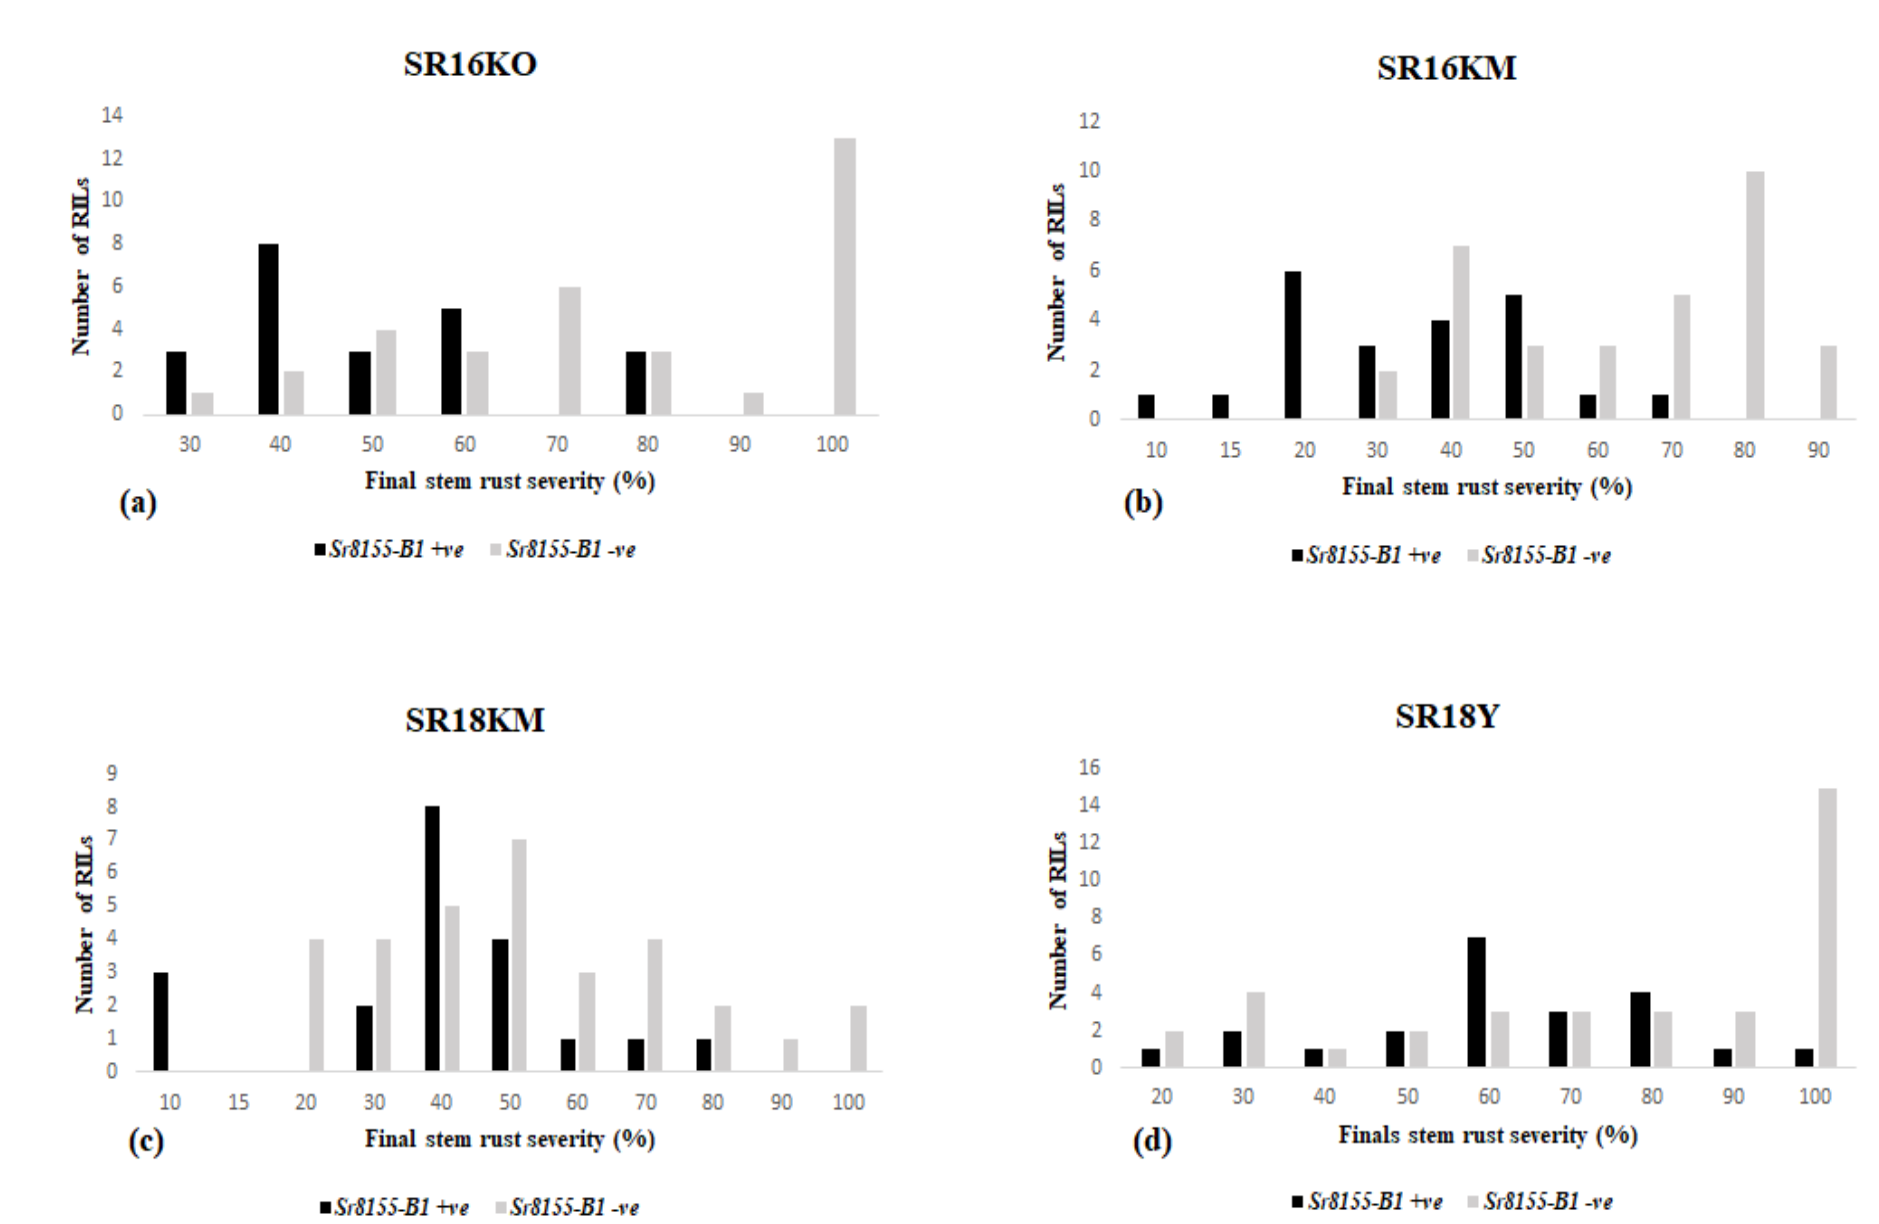 SR16KO
14
12
10
8
6
4
2
0
Number of RILs
30 40 50 60 70 80 90 100
Final stem rust severity (%)
(a)
Sr8155-B1 +ve Sr8155-B1 -ve
SR16KM
12
10
8
6
4
2
0
Number of RILs
10 15 20 30 40 50 60 70 80 90
Final stem rust severity (%)
(b)
Sr8155-B1 +ve Sr8155-B1 -ve
SR18KM
9
8
7
6
5
4
3
2
1
0
Number of RILs
10 15 20 30 40 50 60 70 80 90 100
Final stem rust severity (%)
(c)
Sr8155-B1 +ve Sr8155-B1 -ve
SR18Y
16
14
12
10
8
6
4
2
0
Number of RILs
20 30 40 50 60 70 80 90 100
Finals stem rust severity (%)
(d)
Sr8155-B1 +ve Sr8155-B1 -ve